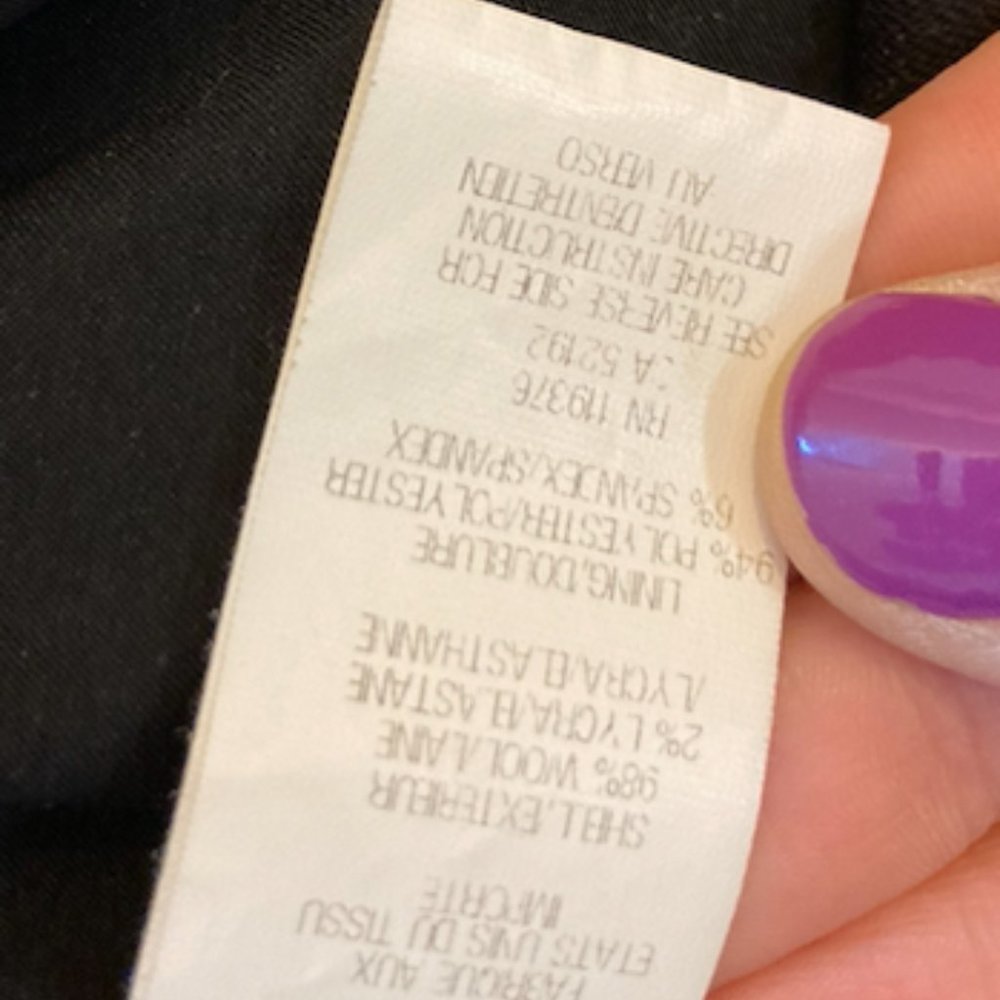 FABRIQUE AUX
ETATS UNIS DU TISSU
IMPORTE
SHELL,EXTERIEUR
98% WOOL/LAINE
2% LYCRA/ELASTANE
/LYCRA/ELASTHANNE
LINING,DOUBLURE
94% POLYESTER/POLYESTER
6% SPANDEX/SPANDEX
RN 119376
CA 52192
SEE REVERSE SIDE FOR
CARE INSTRUCTION
DIRECTIVE D'ENTRETIEN
AU VERSO